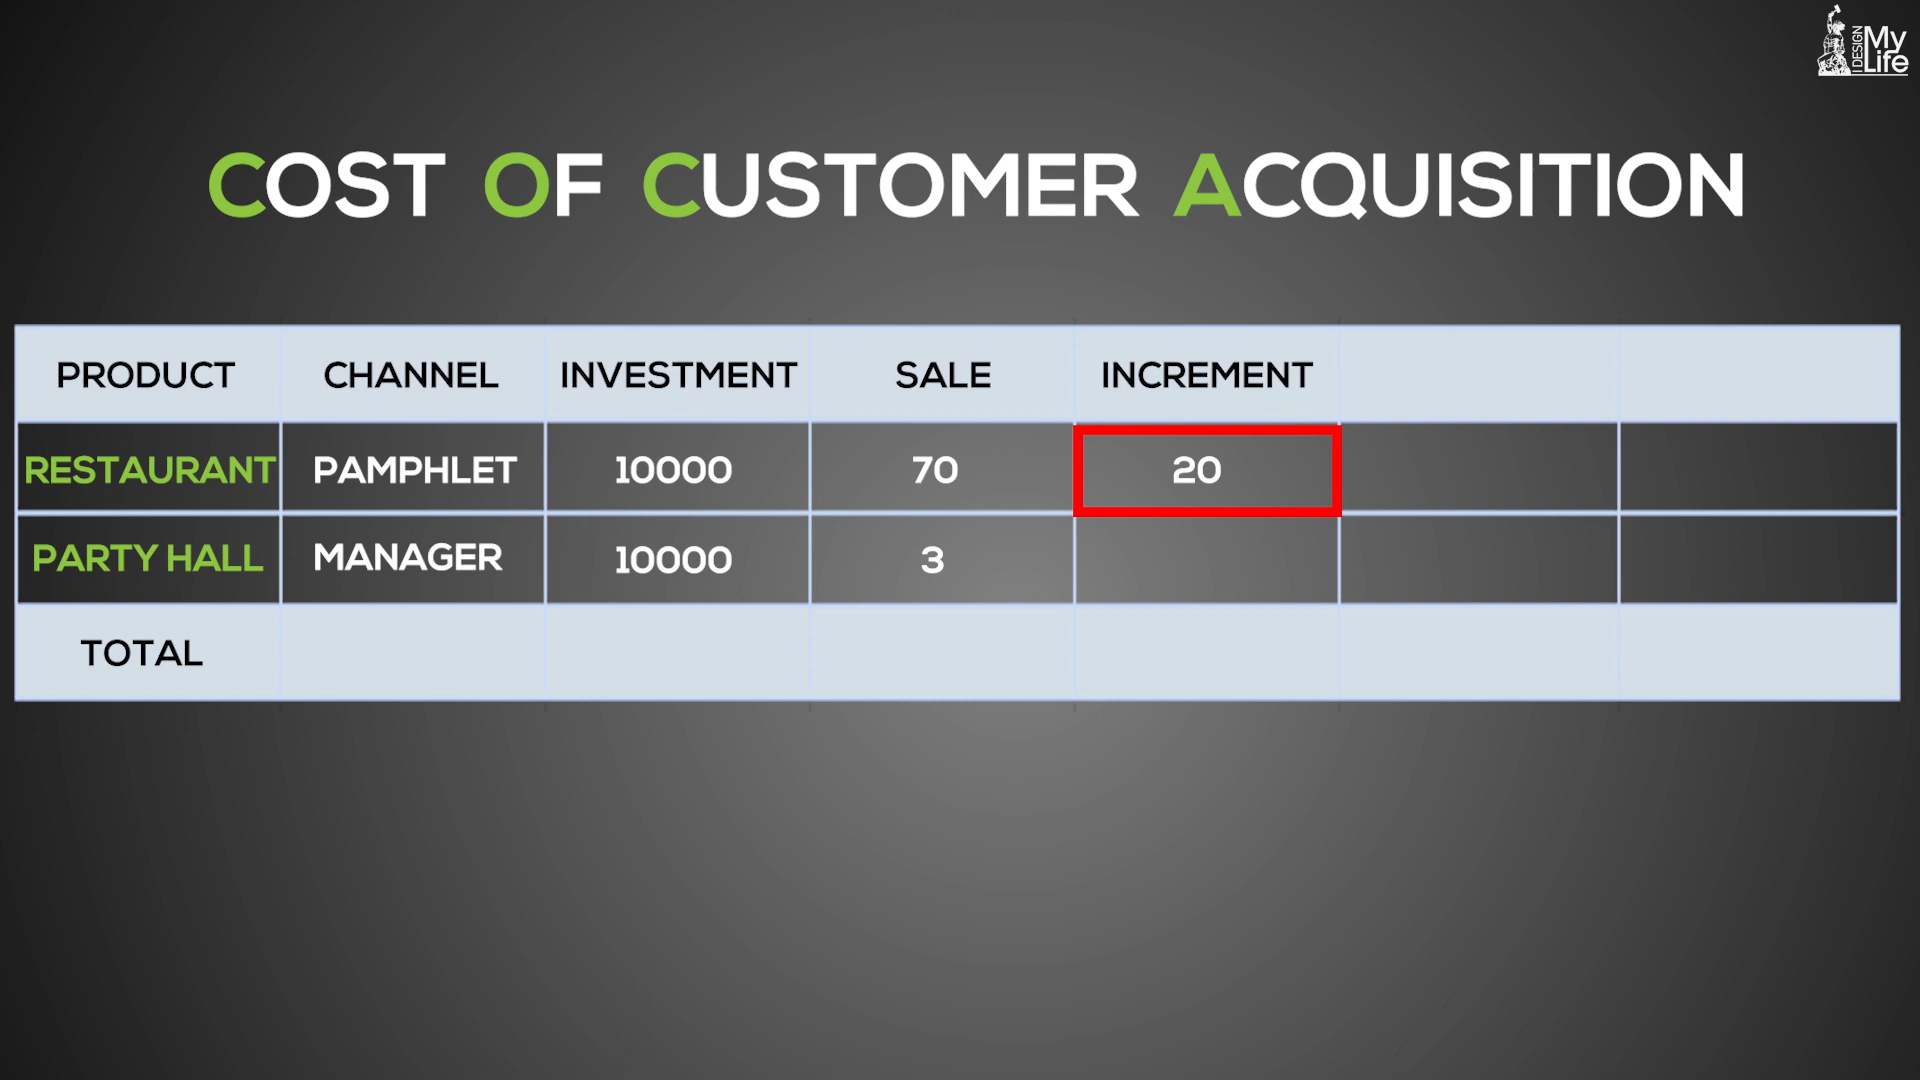 I DESIGN
My
Life
COST OF CUSTOMER ACQUISITION
PRODUCT CHANNEL INVESTMENT SALE INCREMENT
RESTAURANT PAMPHLET 10000 70 20
PARTY HALL MANAGER 10000 3
TOTAL